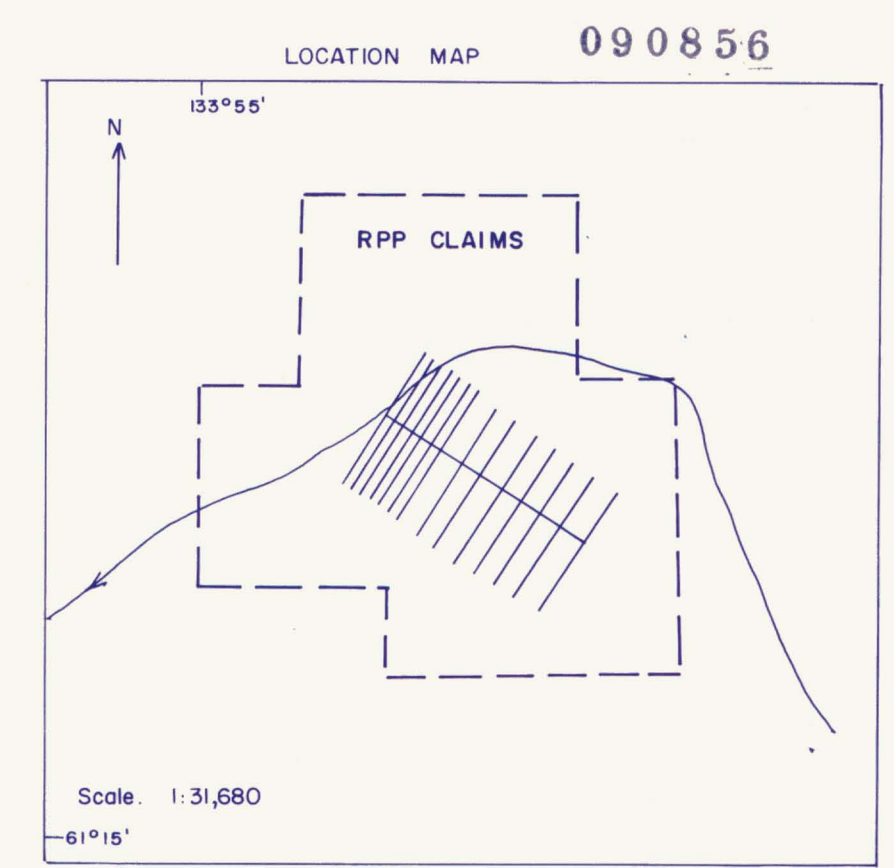 LOCATION MAP
090856
133°55'
N
RPP CLAIMS
Scale. 1:31,680
61°15'